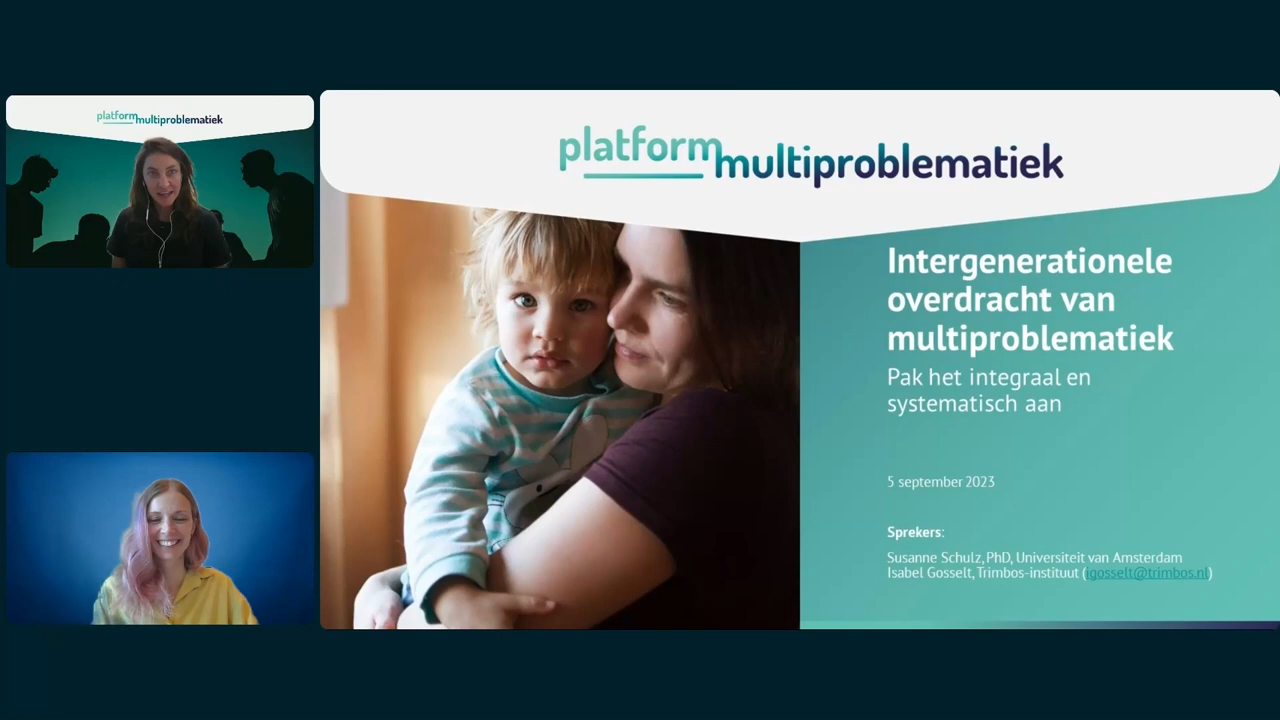 platform
multiproblematiek
platform
multiproblematiek
Intergenerationele
overdracht van
multiproblematiek
Pak het integraal en
systematisch aan
5 september 2023
Sprekers:
Susanne Schulz, PhD, Universiteit van Amsterdam
Isabel Gosselt, Trimbos-instituut (igosselt@trimbos.nl)